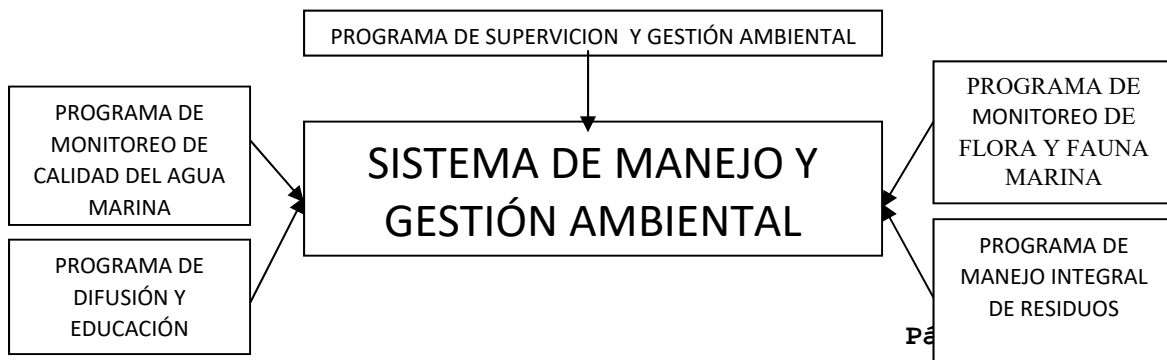 PROGRAMA DE SUPERVICION Y GESTIÓN AMBIENTAL
PROGRAMA DE
MONITOREO DE
CALIDAD DEL AGUA
MARINA
PROGRAMA DE
DIFUSIÓN Y
EDUCACIÓN
SISTEMA DE MANEJO Y
GESTIÓN AMBIENTAL
PROGRAMA DE
MONITOREO DE
FLORA Y FAUNA
MARINA
PROGRAMA DE
MANEJO INTEGRAL
DE RESIDUOS